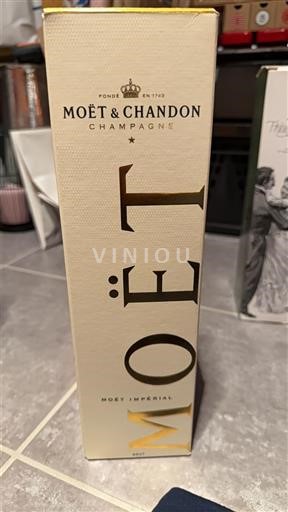 FONDÉ EN 1743
MOËT & CHANDON
CHAMPAGNE
MOËT
MOËT IMPÉRIAL
BRUT
VINIOU